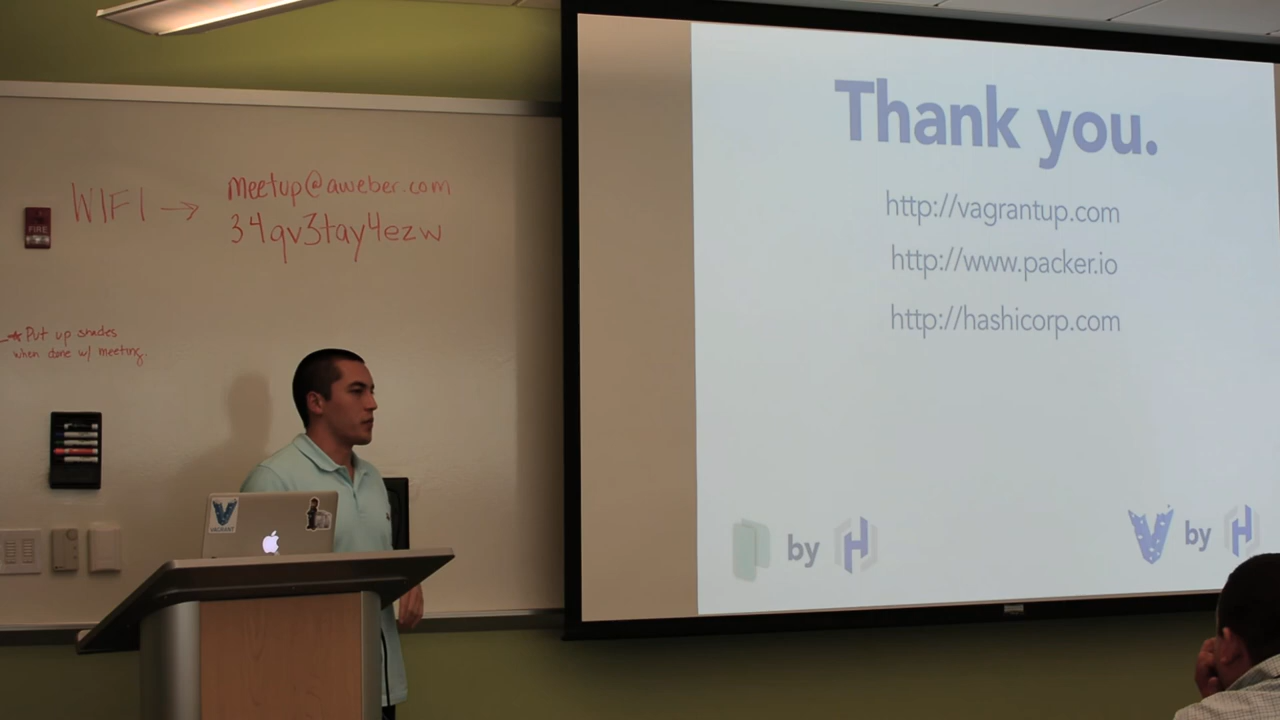 WIFI → meetup@aweber.com
34qv3tay4ezw
FIRE
Put up shades
when done w/ meeting.
VAGRANT
Thank you.
http://vagrantup.com
http://www.packer.io
http://hashicorp.com
by H
V by H